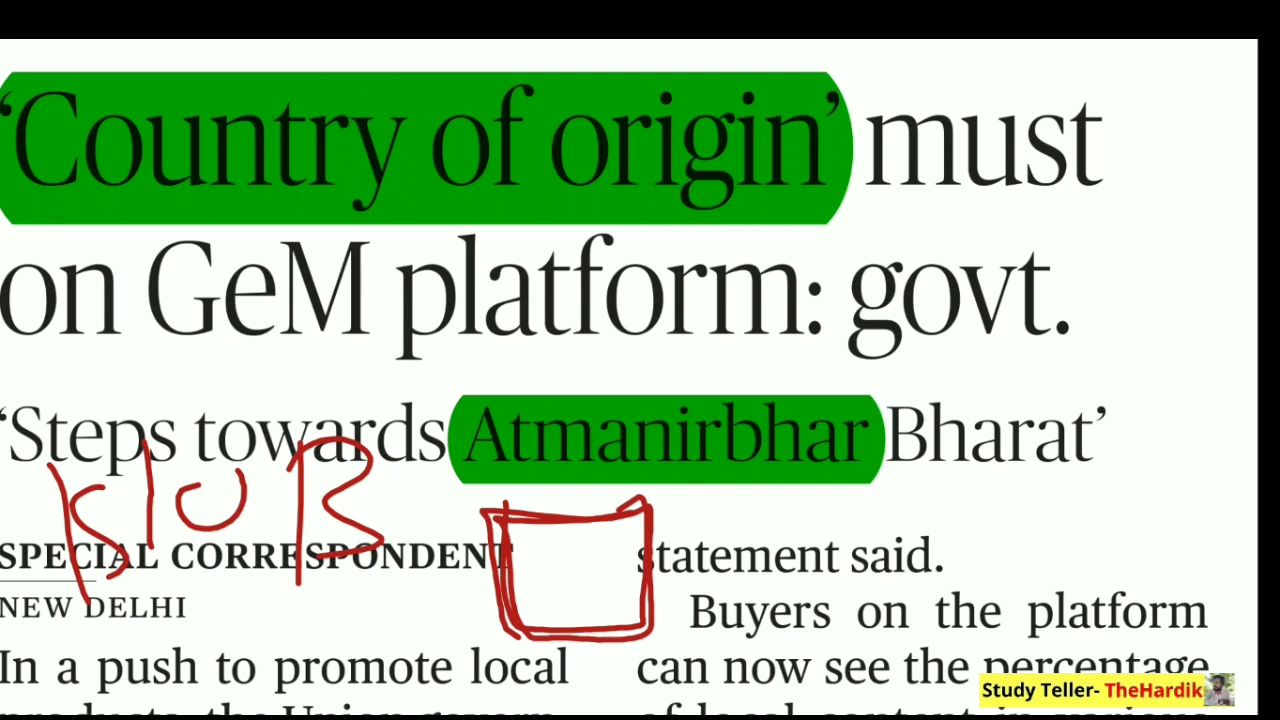 ‘Country of origin’ must
on GeM platform: govt.
‘Steps towards Atmanirbhar Bharat’
SPECIAL CORRESPONDENT
NEW DELHI
In a push to promote local
statement said.
Buyers on the platform
can now see the percentage
Study Teller- TheHardik